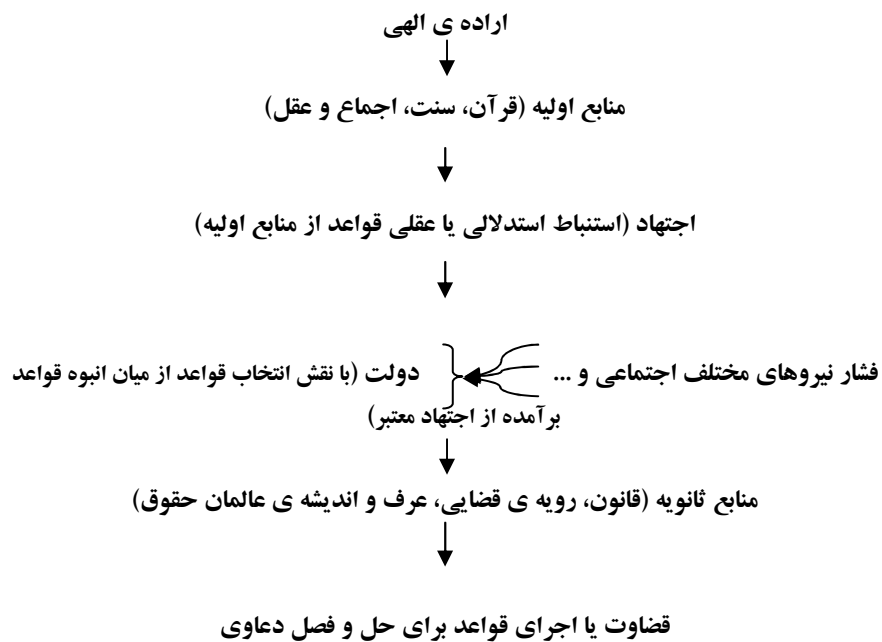 اراده ی الهی
منابع اولیه (قرآن، سنت، اجماع و عقل)
اجتهاد (استنباط استدلالی یا عقلی قواعد از منابع اولیه)
فشار نیروهای مختلف اجتماعی و ... دولت (با نقش انتخاب قواعد از میان انبوه قواعد
برآمده از اجتهاد معتبر)
منابع ثانویه (قانون، رویه ی قضایی، عرف و اندیشه ی عالمان حقوق)
قضاوت یا اجرای قواعد برای حل و فصل دعاوی